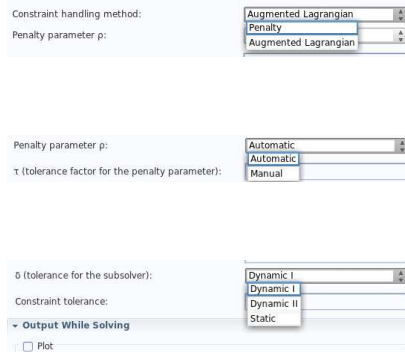 Constraint handling method: Augmented Lagrangian
Penalty
Penalty parameter ρ:
Augmented Lagrangian
Penalty parameter ρ: Automatic
Automatic
τ (tolerance factor for the penalty parameter):
Manual
δ (tolerance for the subsolver): Dynamic I
Dynamic I
Constraint tolerance: Dynamic II
Static
Output While Solving
Plot